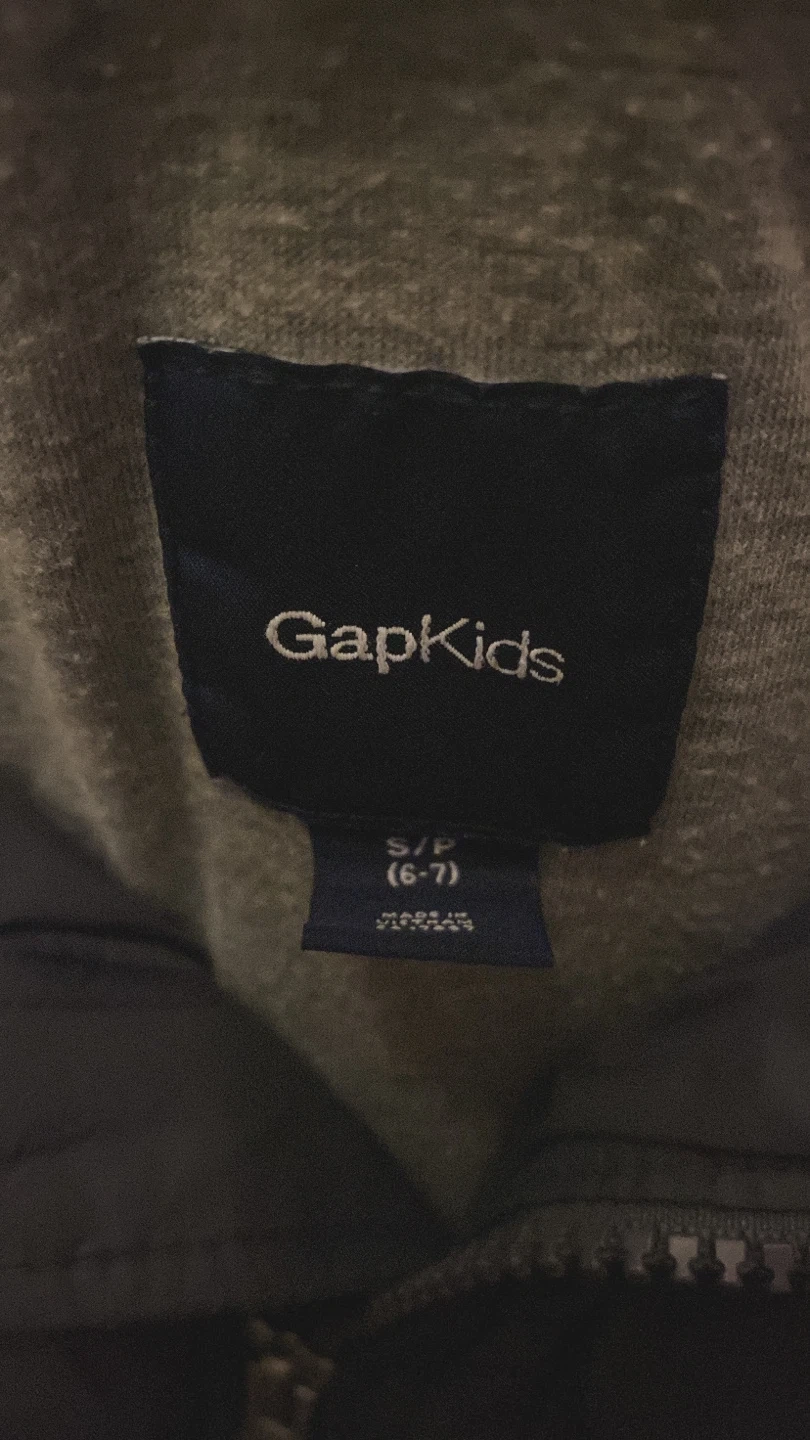 GapKids
S/P
(6-7)
MADE IN
VIETNAM